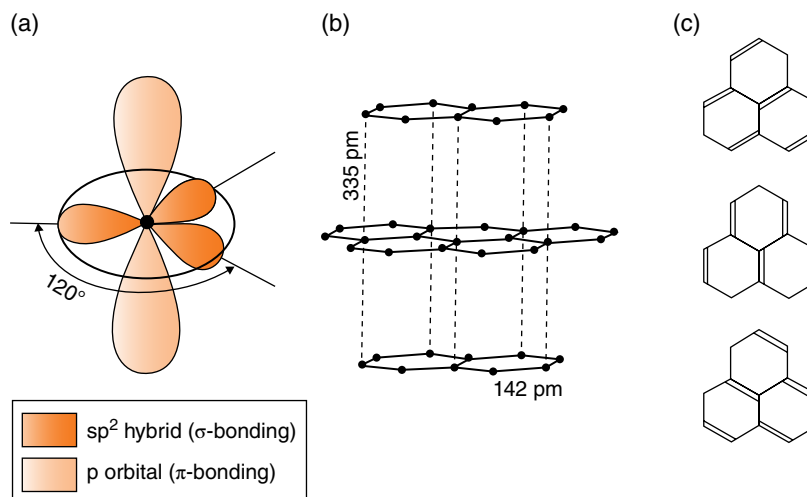 (a)
120°
sp² hybrid (σ-bonding)
p orbital (π-bonding)
(b)
335 pm
142 pm
(c)